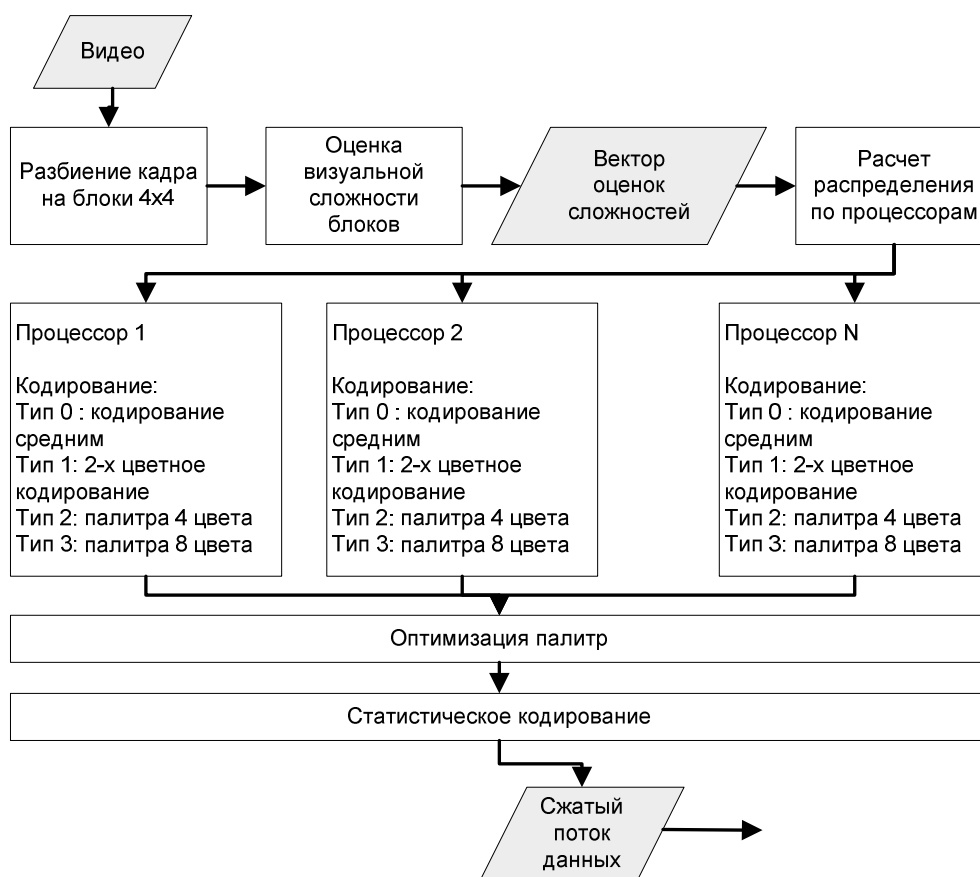 Видео
Разбиение кадра
на блоки 4x4
Оценка
визуальной
сложности
блоков
Вектор
оценок
сложностей
Расчет
распределения
по процессорам
Процессор 1
Кодирование:
Тип 0 : кодирование
средним
Тип 1: 2-х цветное
кодирование
Тип 2: палитра 4 цвета
Тип 3: палитра 8 цвета
Процессор 2
Кодирование:
Тип 0 : кодирование
средним
Тип 1: 2-х цветное
кодирование
Тип 2: палитра 4 цвета
Тип 3: палитра 8 цвета
Процессор N
Кодирование:
Тип 0 : кодирование
средним
Тип 1: 2-х цветное
кодирование
Тип 2: палитра 4 цвета
Тип 3: палитра 8 цвета
Оптимизация палитр
Статистическое кодирование
Сжатый
поток
данных